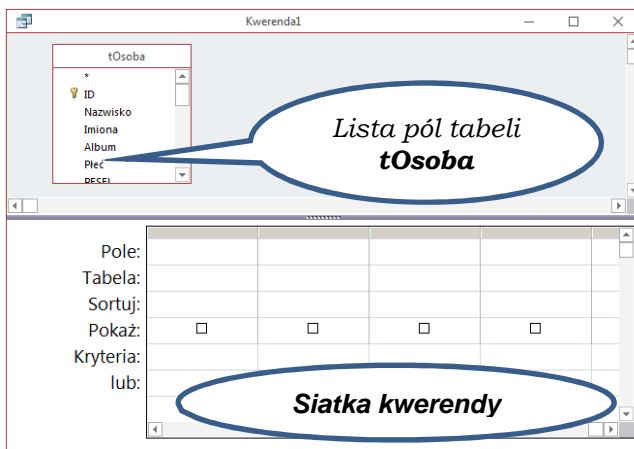 Kwerenda1
tOsoba
*
ID
Nazwisko
Imiona
Album
Płeć
PESEL
Lista pól tabeli
tOsoba
Pole:
Tabela:
Sortuj:
Pokaż:
Kryteria:
lub:
Siatka kwerendy